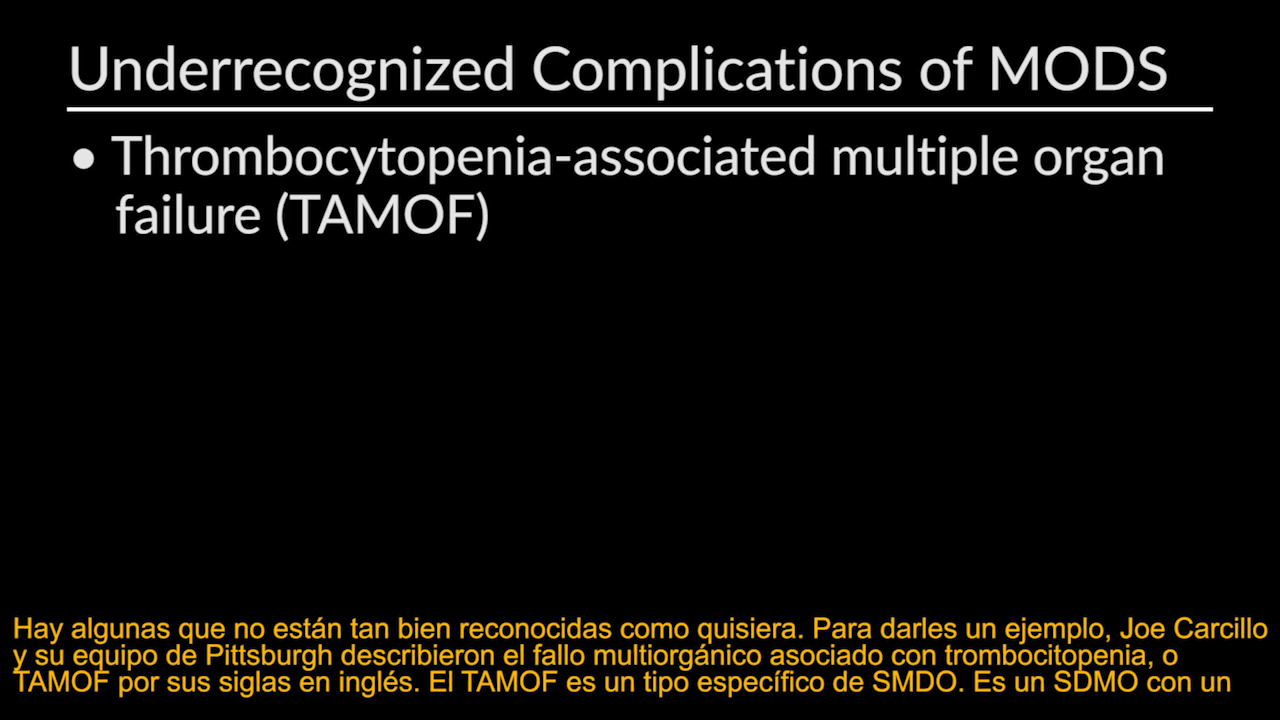 Underrecognized Complications of MODS
• Thrombocytopenia-associated multiple organ
failure (TAMOF)
Hay algunas que no están tan bien reconocidas como quisiera. Para darles un ejemplo, Joe Carcillo
y su equipo de Pittsburgh describieron el fallo multiorgánico asociado con trombocitopenia, o
TAMOF por sus siglas en inglés. El TAMOF es un tipo específico de SMDO. Es un SDMO con un